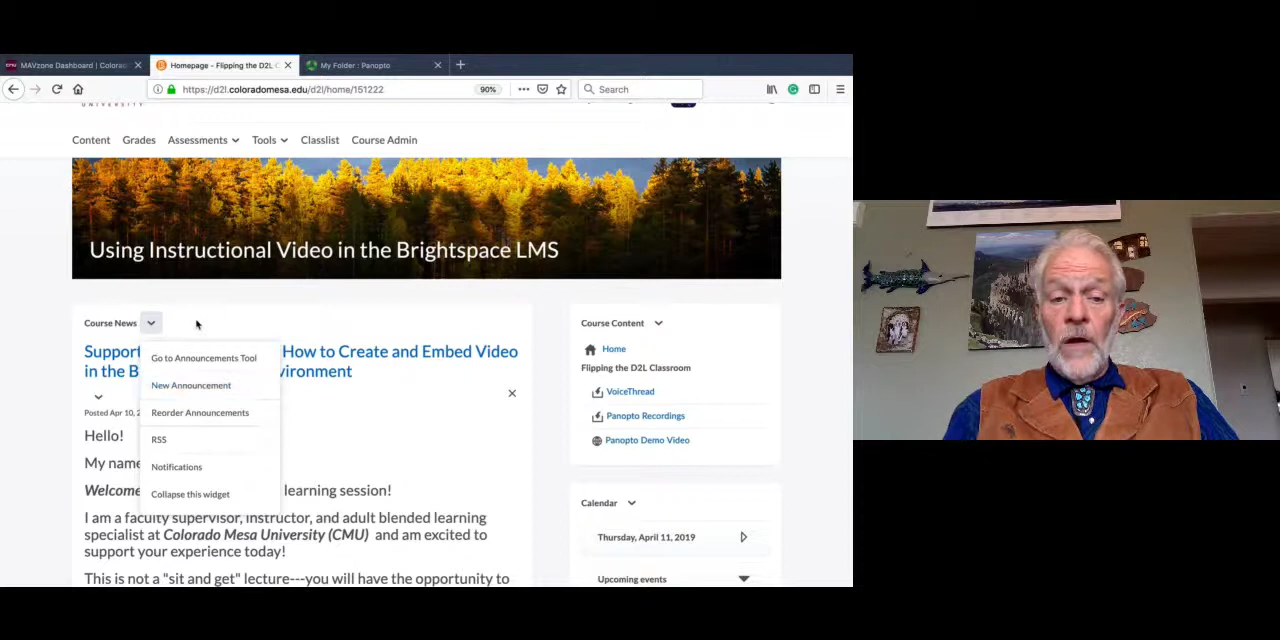 MAVzone Dashboard | Colorad
Homepage - Flipping the D2L C
My Folder : Panopto
https://d2l.coloradomesa.edu/d2l/home/151222
90%
Search
UNIVERSITY
Content Grades Assessments Tools Classlist Course Admin
Using Instructional Video in the Brightspace LMS
Course News
Support
How to Create and Embed Video
in the B
vironment
Posted Apr 10, 2
Hello!
My name
Welcome
learning session!
I am a faculty supervisor, instructor, and adult blended learning
specialist at Colorado Mesa University (CMU) and am excited to
support your experience today!
This is not a "sit and get" lecture---you will have the opportunity to
Go to Announcements Tool
New Announcement
Reorder Announcements
RSS
Notifications
Collapse this widget
Course Content
Home
Flipping the D2L Classroom
VoiceThread
Panopto Recordings
Panopto Demo Video
Calendar
Thursday, April 11, 2019
Upcoming events